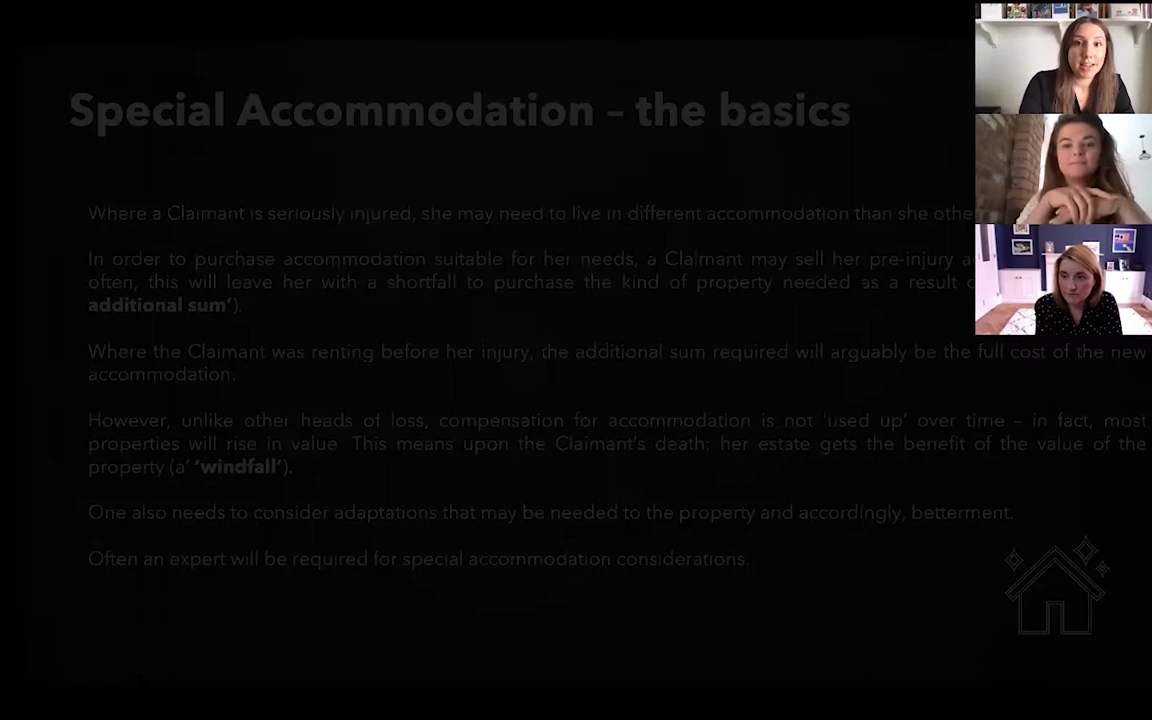 Special Accommodation – the basics
Where a Claimant is seriously injured, she may need to live in different accommodation than she othe
In order to purchase accommodation suitable for her needs, a Claimant may sell her pre-injury a
often, this will leave her with a shortfall to purchase the kind of property needed as a result o
additional sum').
Where the Claimant was renting before her injury, the additional sum required will arguably be the full cost of the new
accommodation.
However, unlike other heads of loss, compensation for accommodation is not 'used up' over time – in fact, most
properties will rise in value This means upon the Claimant's death; her estate gets the benefit of the value of the
property (a' 'windfall').
One also needs to consider adaptations that may be needed to the property and accordingly, betterment.
Often an expert will be required for special accommodation considerations.